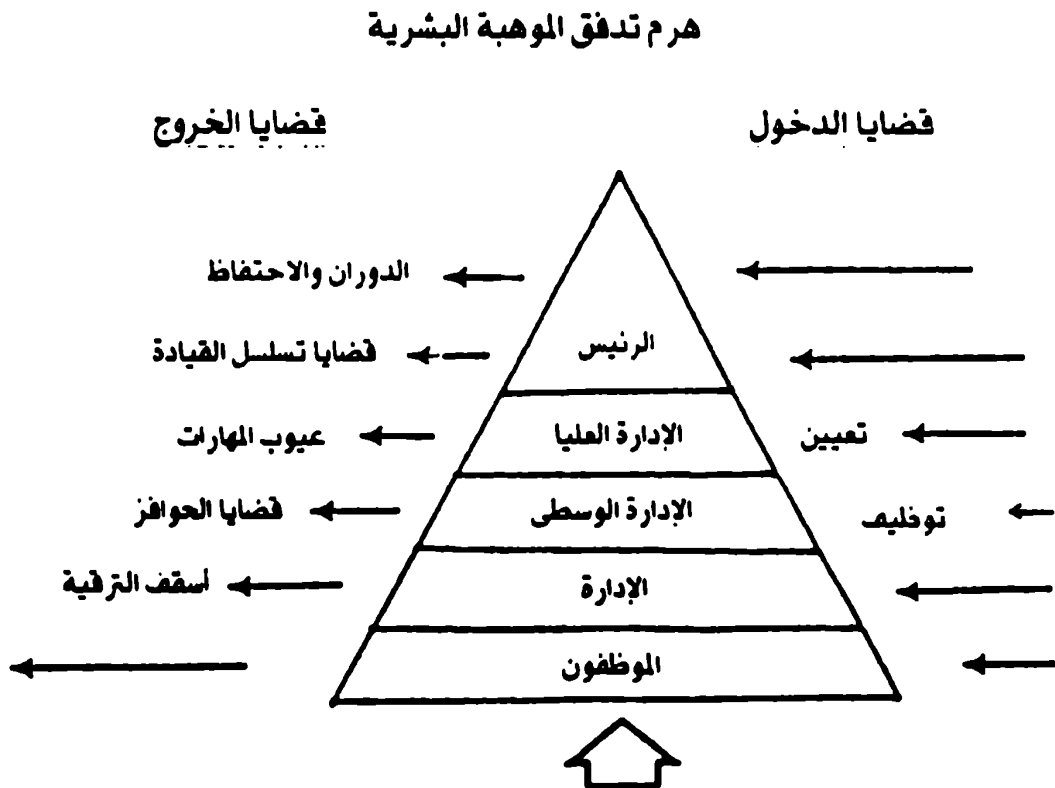 هرم تدفق الموهبة البشرية
قضايا الدخول
قضايا الخروج
الدوران والاحتفاظ
الرئيس
قضايا تسلسل القيادة
تعيين
الإدارة العليا
عيوب المهارات
توظيف
الإدارة الوسطى
قضايا الحوافز
الإدارة
أسقف الترقية
الموظفون